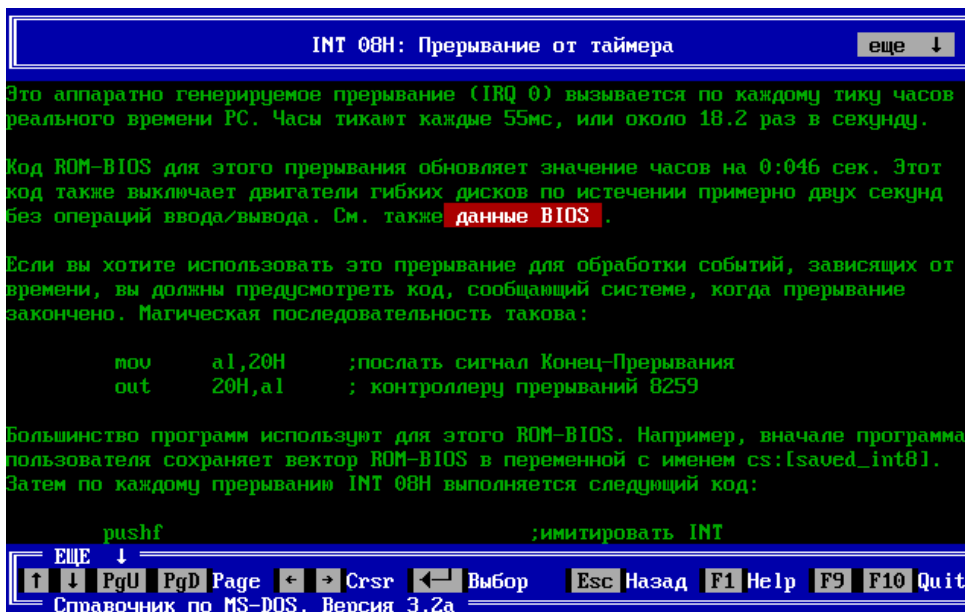 INT 08H: Прерывание от таймера еще ↓
Это аппаратно генерируемое прерывание (IRQ 0) вызывается по каждому тику часов
реального времени PC. Часы тикают каждые 55мс, или около 18.2 раз в секунду.
Код ROM-BIOS для этого прерывания обновляет значение часов на 0:046 сек. Этот
код также выключает двигатели гибких дисков по истечении примерно двух секунд
без операций ввода/вывода. См. также данные BIOS .
Если вы хотите использовать это прерывание для обработки событий, зависящих от
времени, вы должны предусмотреть код, сообщающий системе, когда прерывание
закончено. Магическая последовательность такова:
mov al,20H ;послать сигнал Конец-Прерывания
out 20H,al ; контроллеру прерываний 8259
Большинство программ используют для этого ROM-BIOS. Например, вначале программа
пользователя сохраняет вектор ROM-BIOS в переменной с именем cs:[saved_int8].
Затем по каждому прерыванию INT 08H выполняется следующий код:
pushf ;имитировать INT
ЕЩЕ ↓
↑ ↓ PgU PgD Page ← → Crsr ◄─┘ Выбор Esc Назад F1 Help F9 F10 Quit
Справочник по MS-DOS. Версия 3.2a